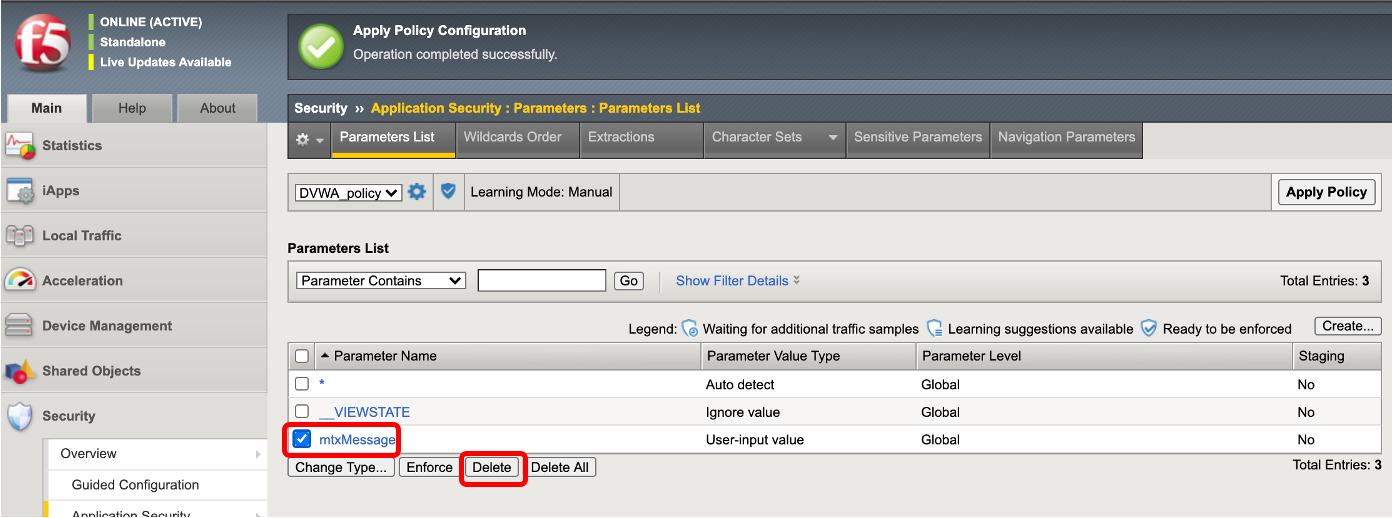 f5
ONLINE (ACTIVE)
Standalone
Live Updates Available
Apply Policy Configuration
Operation completed successfully.
Main Help About
Security ›› Application Security : Parameters : Parameters List
Parameters List Wildcards Order Extractions Character Sets Sensitive Parameters Navigation Parameters
Statistics
iApps
Local Traffic
Acceleration
Device Management
Shared Objects
Security
Overview
Guided Configuration
Application Security
DVWA_policy Learning Mode: Manual Apply Policy
Parameters List
Parameter Contains Go Show Filter Details Total Entries: 3
Legend: Waiting for additional traffic samples Learning suggestions available Ready to be enforced Create...
Parameter Name Parameter Value Type Parameter Level Staging
* Auto detect Global No
__VIEWSTATE Ignore value Global No
mtxMessage User-input value Global No
Change Type... Enforce Delete Delete All Total Entries: 3